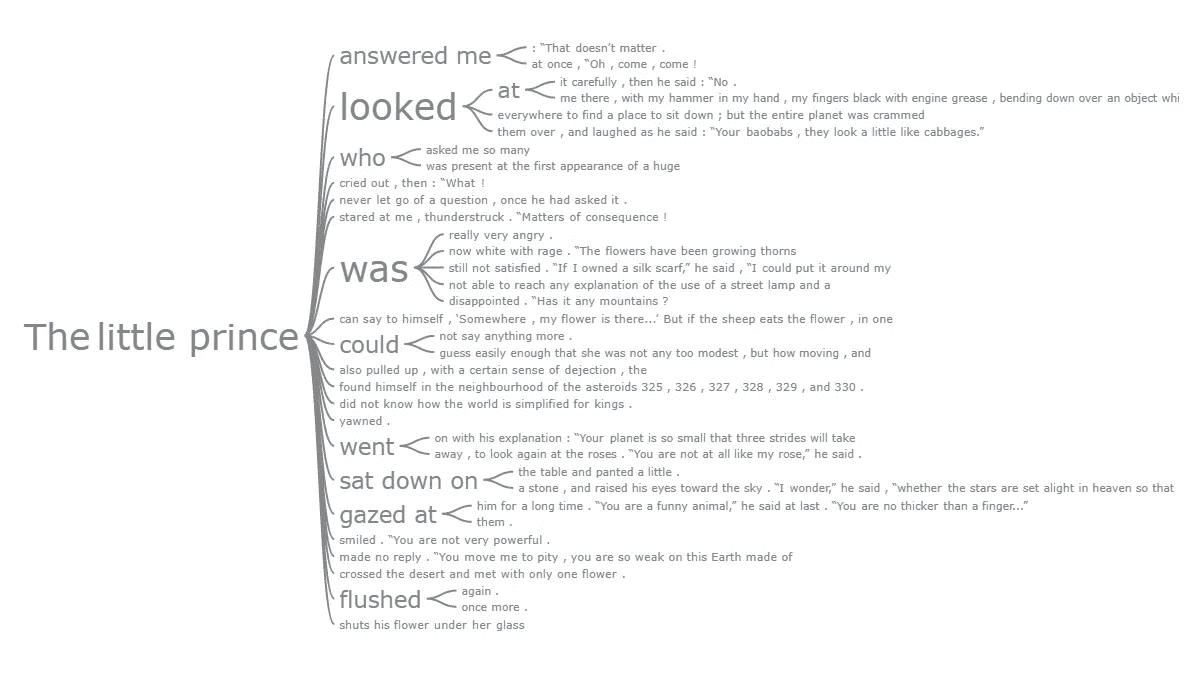 The little prince
answered me
: “That doesn’t matter .
at once , “Oh , come , come !
looked
at
it carefully , then he said : “No .
me there , with my hammer in my hand , my fingers black with engine grease , bending down over an object whi
everywhere to find a place to sit down ; but the entire planet was crammed
them over , and laughed as he said : “Your baobabs , they look a little like cabbages.”
who
asked me so many
was present at the first appearance of a huge
cried out , then : “What !
never let go of a question , once he had asked it .
stared at me , thunderstruck . “Matters of consequence !
was
really very angry .
now white with rage . “The flowers have been growing thorns
still not satisfied . “If I owned a silk scarf,” he said , “I could put it around my
not able to reach any explanation of the use of a street lamp and a
disappointed . “Has it any mountains ?
can say to himself , ‘Somewhere , my flower is there...’ But if the sheep eats the flower , in one
could
not say anything more .
guess easily enough that she was not any too modest , but how moving , and
also pulled up , with a certain sense of dejection , the
found himself in the neighbourhood of the asteroids 325 , 326 , 327 , 328 , 329 , and 330 .
did not know how the world is simplified for kings .
yawned .
went
on with his explanation : “Your planet is so small that three strides will take
away , to look again at the roses . “You are not at all like my rose,” he said .
sat down on
the table and panted a little .
a stone , and raised his eyes toward the sky . “I wonder,” he said , “whether the stars are set alight in heaven so that
gazed at
him for a long time . “You are a funny animal,” he said at last . “You are no thicker than a finger...”
them .
smiled . “You are not very powerful .
made no reply . “You move me to pity , you are so weak on this Earth made of
crossed the desert and met with only one flower .
flushed
again .
once more .
shuts his flower under her glass